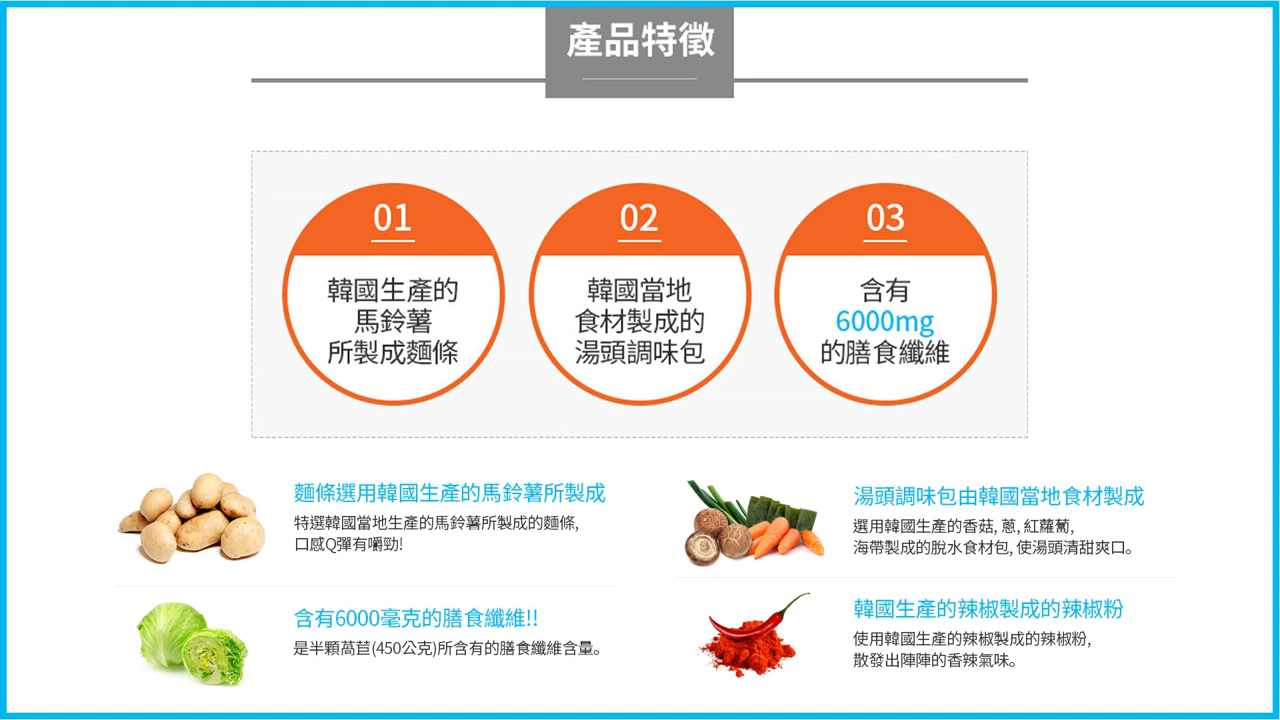 產品特徵
01
韓國生產的
馬鈴薯
所製成麵條
02
韓國當地
食材製成的
湯頭調味包
03
含有
6000mg
的膳食纖維
麵條選用韓國生產的馬鈴薯所製成
特選韓國當地生產的馬鈴薯所製成的麵條,
口感Q彈有嚼勁!
湯頭調味包由韓國當地食材製成
選用韓國生產的香菇, 蔥, 紅蘿蔔,
海帶製成的脫水食材包, 使湯頭清甜爽口。
含有6000毫克的膳食纖維!!
是半顆萵苣(450公克)所含有的膳食纖維含量。
韓國生產的辣椒製成的辣椒粉
使用韓國生產的辣椒製成的辣椒粉,
散發出陣陣的香辣氣味。